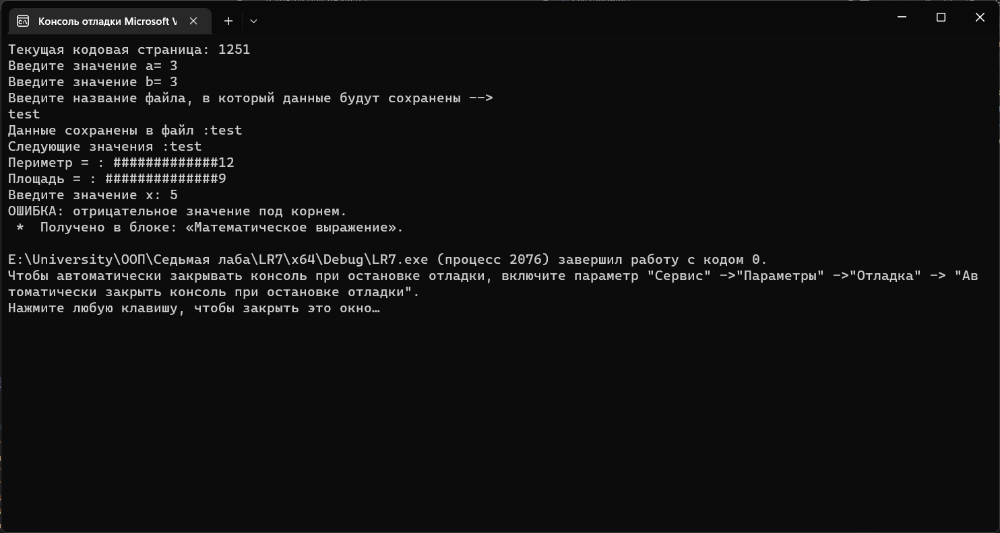 Консоль отладки Microsoft V
Текущая кодовая страница: 1251
Введите значение a= 3
Введите значение b= 3
Введите название файла, в который данные будут сохранены -->
test
Данные сохранены в файл :test
Следующие значения :test
Периметр = : #############12
Площадь = : ##############9
Введите значение x: 5
ОШИБКА: отрицательное значение под корнем.
 *  Получено в блоке: «Математическое выражение».
E:\University\ООП\Седьмая лаба\LR7\x64\Debug\LR7.exe (процесс 2076) завершил работу с кодом 0.
Чтобы автоматически закрывать консоль при остановке отладки, включите параметр "Сервис" ->"Параметры" ->"Отладка" -> "Ав
томатически закрыть консоль при остановке отладки".
Нажмите любую клавишу, чтобы закрыть это окно…